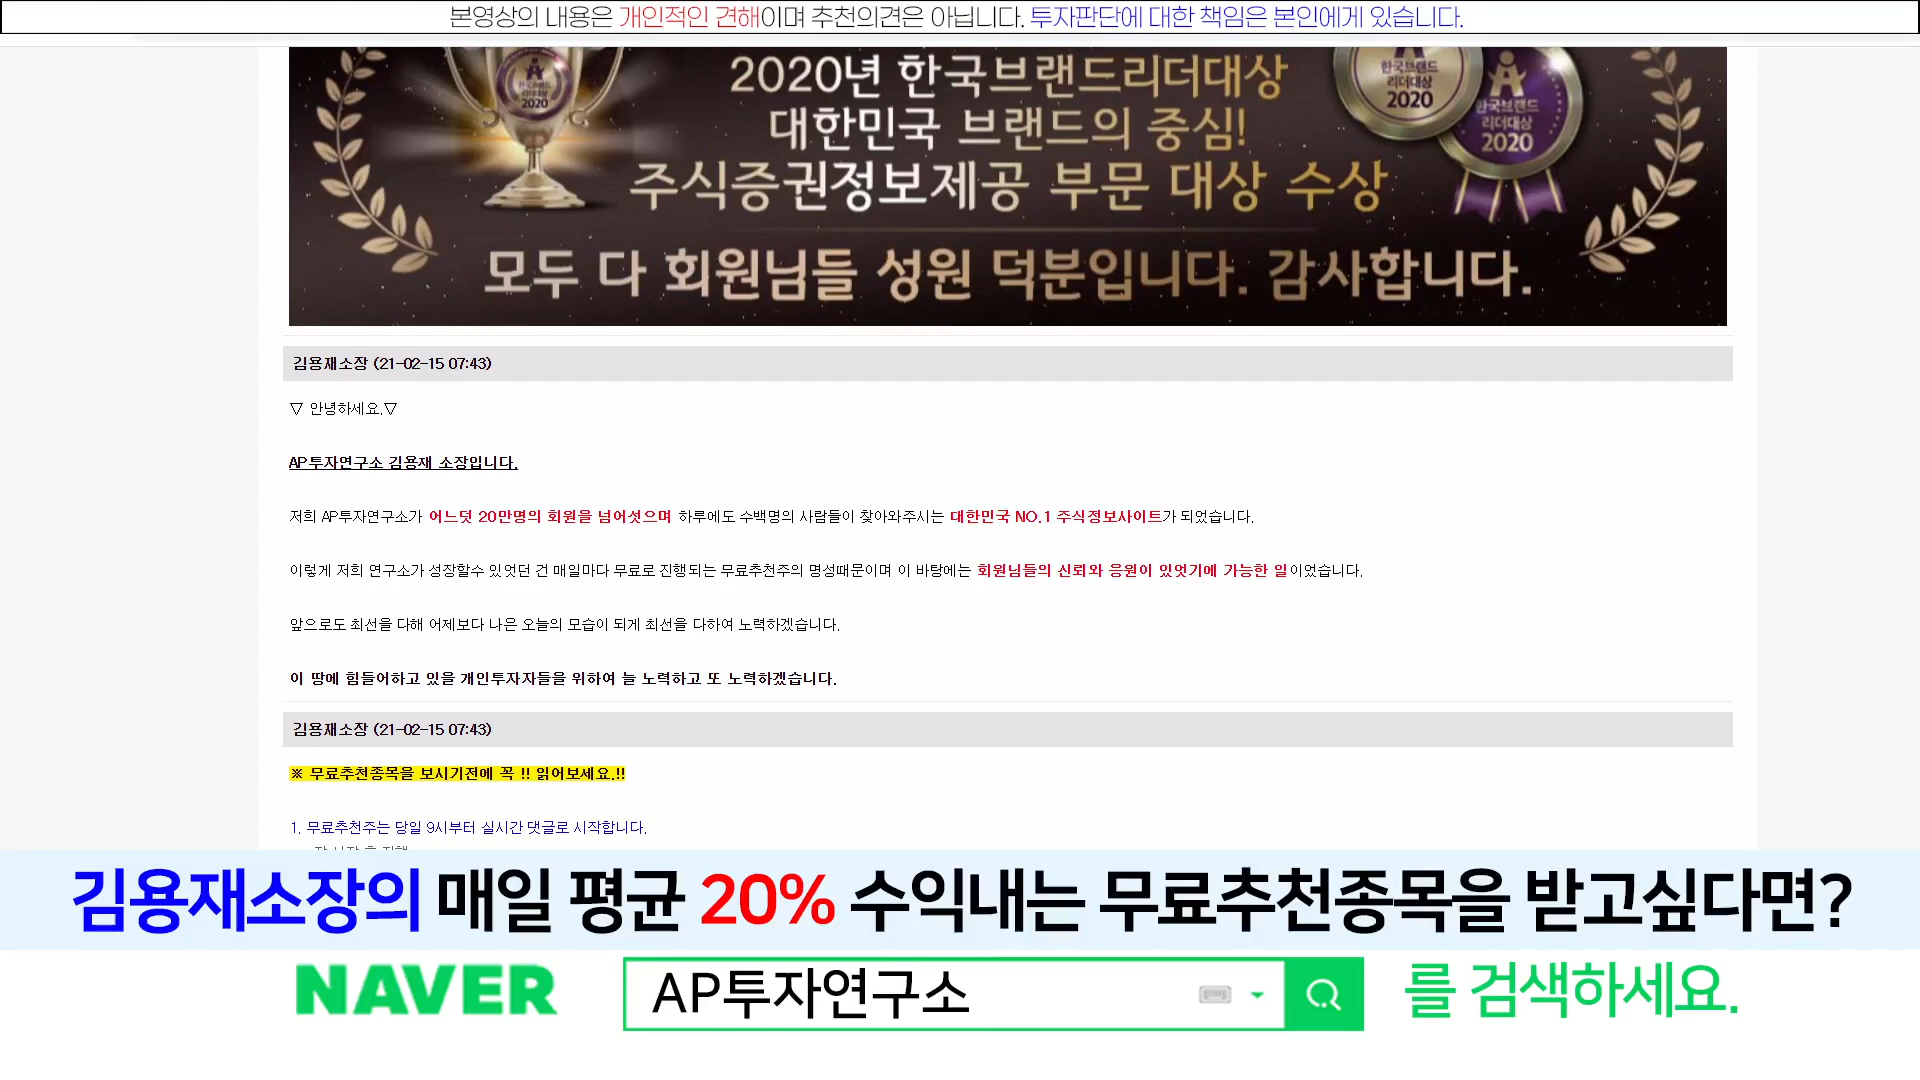 본영상의 내용은 개인적인 견해이며 추천의견은 아닙니다. 투자판단에 대한 책임은 본인에게 있습니다.
한국브랜드
리더대상
2020
2020년 한국브랜드리더대상
대한민국 브랜드의 중심!
주식증권정보제공 부문 대상 수상
모두 다 회원님들 성원 덕분입니다. 감사합니다.
한국브랜드
리더대상
2020
한국브랜드
리더대상
2020
김용재소장 (21-02-15 07:43)
▽ 안녕하세요.▽
AP투자연구소 김용재 소장입니다.
저희 AP투자연구소가 어느덧 20만명의 회원을 넘어섯으며 하루에도 수백명의 사람들이 찾아와주시는 대한민국 NO.1 주식정보사이트가 되었습니다.
이렇게 저희 연구소가 성장할수 있엇던 건 매일마다 무료로 진행되는 무료추천주의 명성때문이며 이 바탕에는 회원님들의 신뢰와 응원이 있엇기에 가능한 일이었습니다.
앞으로도 최선을 다해 어제보다 나은 오늘의 모습이 되게 최선을 다하여 노력하겠습니다.
이 땅에 힘들어하고 있을 개인투자자들을 위하여 늘 노력하고 또 노력하겠습니다.
김용재소장 (21-02-15 07:43)
※ 무료추천종목을 보시기전에 꼭 !! 읽어보세요.!!
1. 무료추천주는 당일 9시부터 실시간 댓글로 시작합니다.
김용재소장의 매일 평균 20% 수익내는 무료추천종목을 받고싶다면?
NAVER AP투자연구소 를 검색하세요.